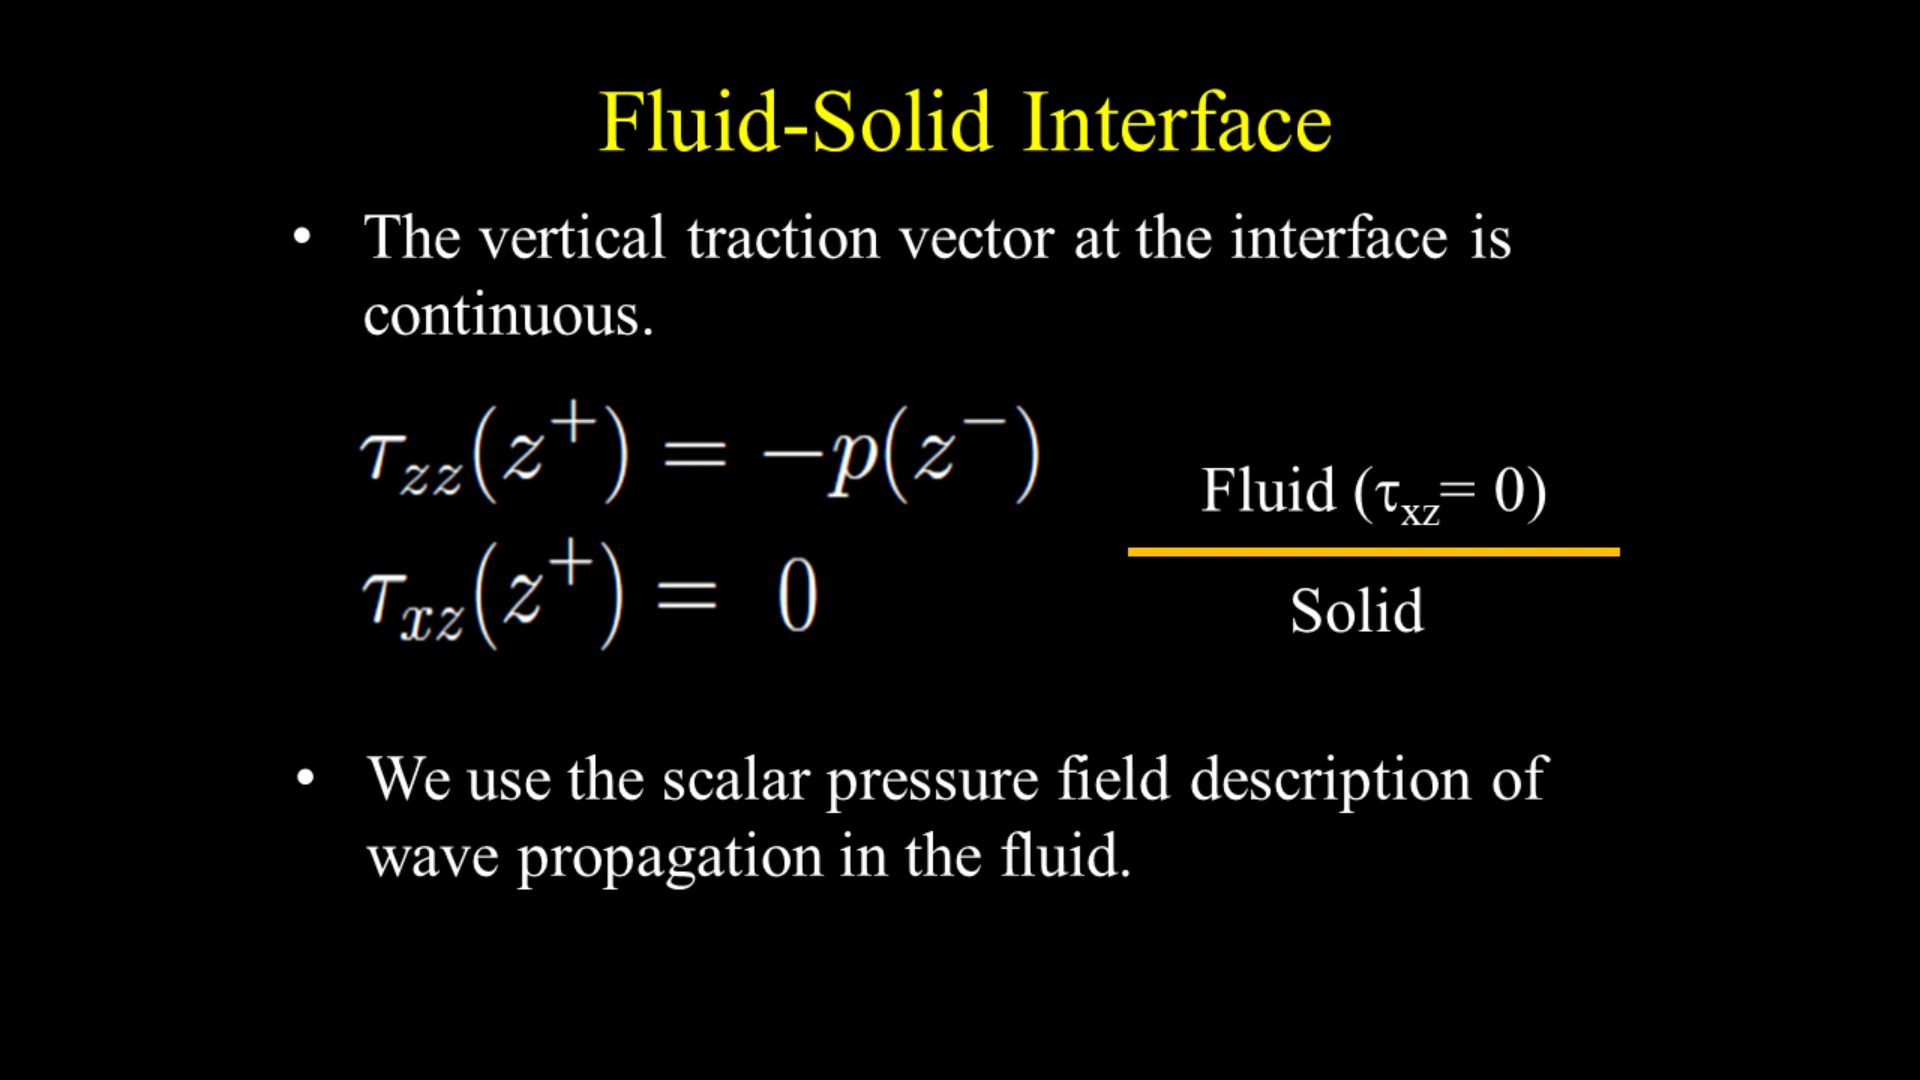 Fluid-Solid Interface
• The vertical traction vector at the interface is
continuous.
τ_zz(z⁺) = −p(z⁻)
τ_xz(z⁺) = 0
Fluid (τ_xz= 0)
Solid
• We use the scalar pressure field description of
wave propagation in the fluid.